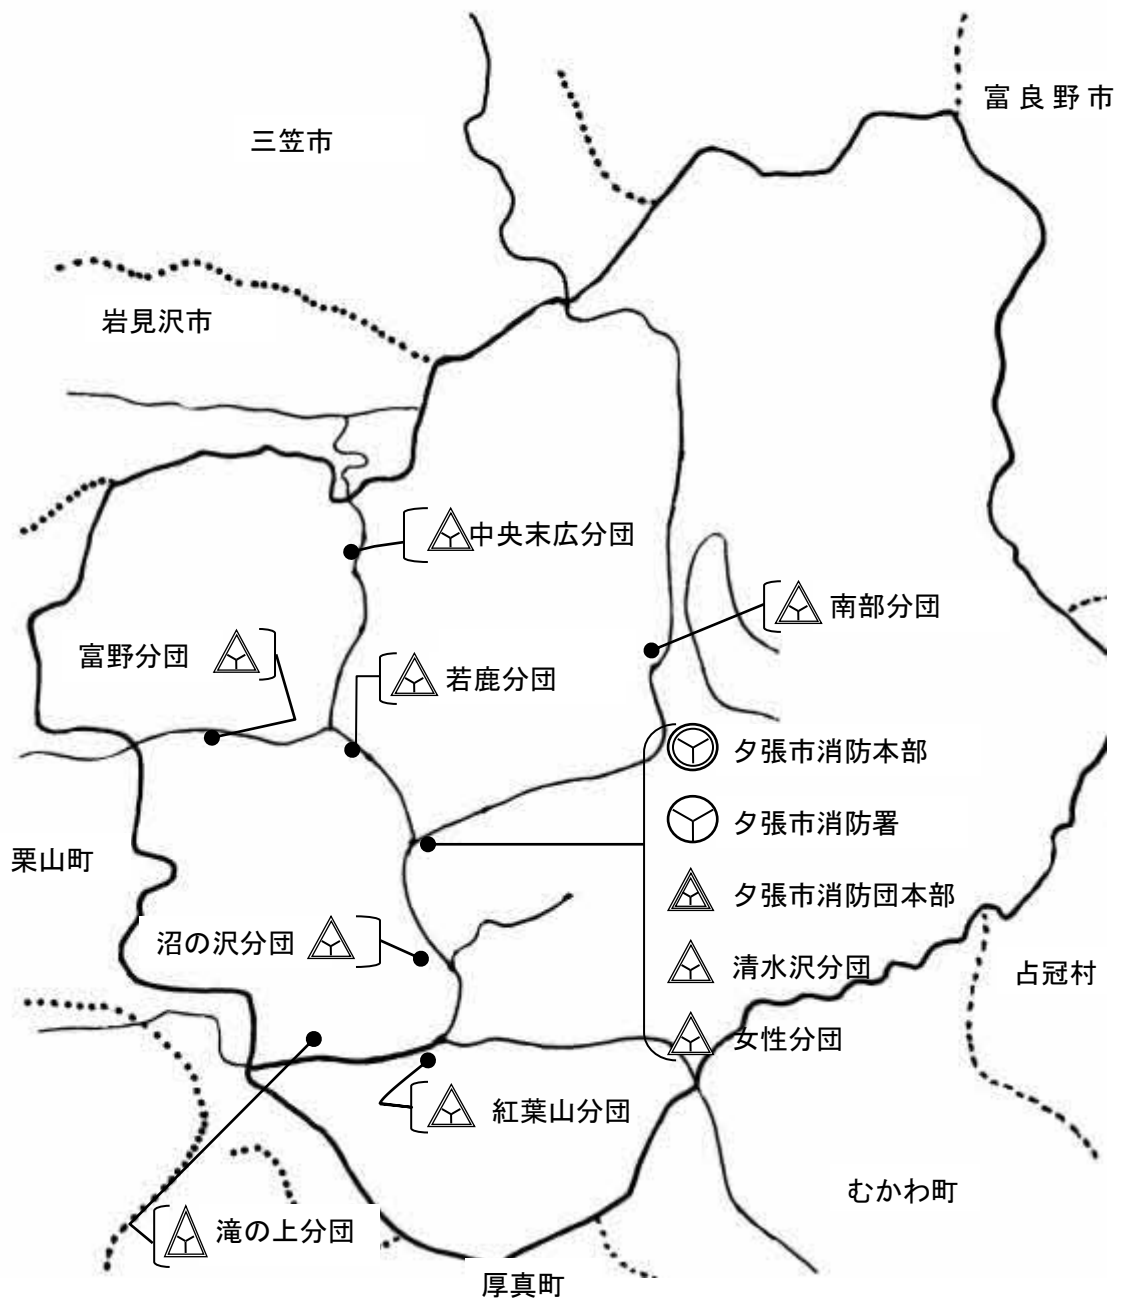 富良野市
三笠市
岩見沢市
中央末広分団
南部分団
富野分団
若鹿分団
夕張市消防本部
夕張市消防署
栗山町
夕張市消防団本部
沼の沢分団
清水沢分団
占冠村
女性分団
紅葉山分団
むかわ町
滝の上分団
厚真町